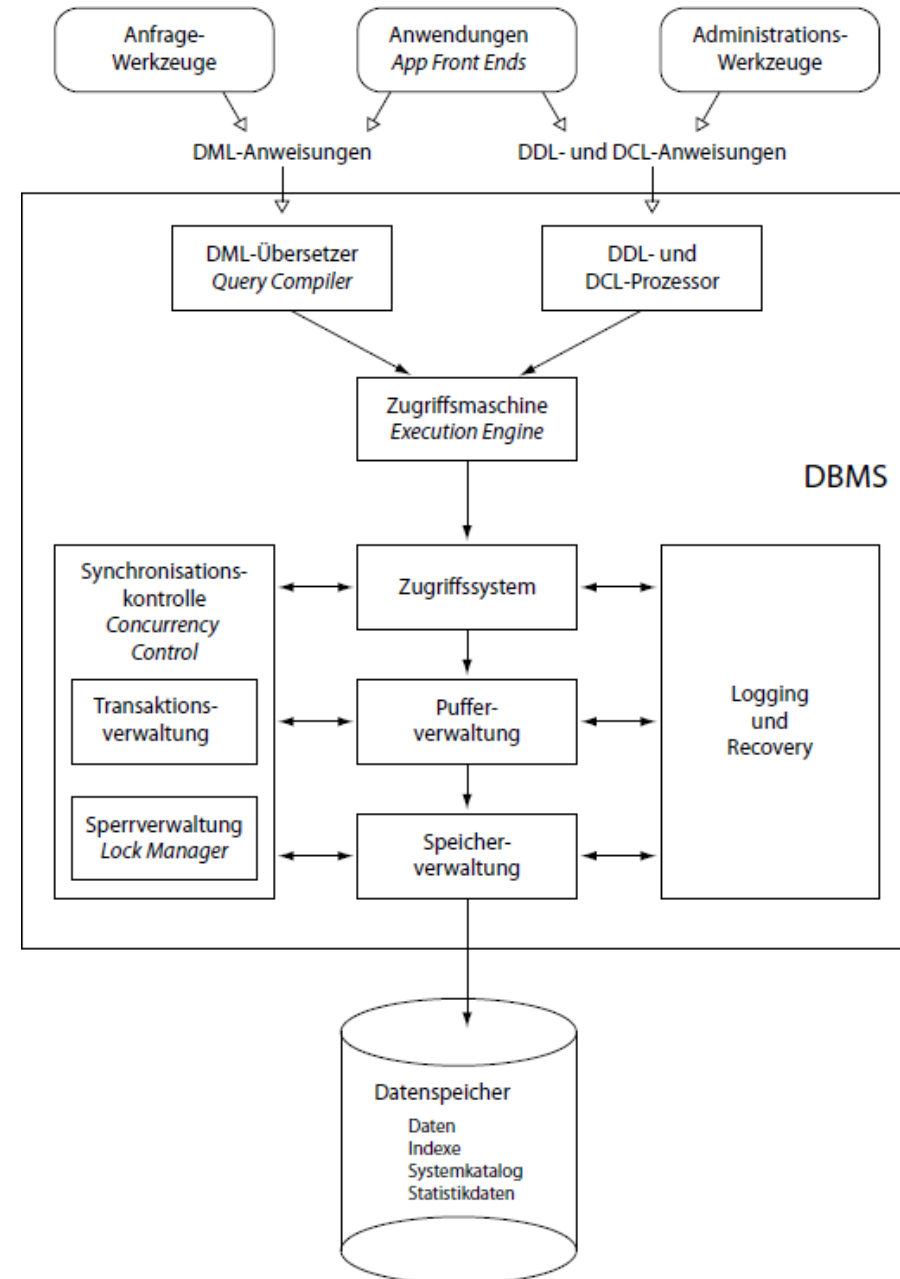 Anfrage-
Werkzeuge
Anwendungen
App Front Ends
Administrations-
Werkzeuge
DML-Anweisungen
DDL- und DCL-Anweisungen
DML-Übersetzer
Query Compiler
DDL- und
DCL-Prozessor
Zugriffsmaschine
Execution Engine
DBMS
Synchronisations-
kontrolle
Concurrency
Control
Transaktions-
verwaltung
Sperrverwaltung
Lock Manager
Zugriffssystem
Puffer-
verwaltung
Speicher-
verwaltung
Logging
und
Recovery
Datenspeicher
Daten
Indexe
Systemkatalog
Statistikdaten